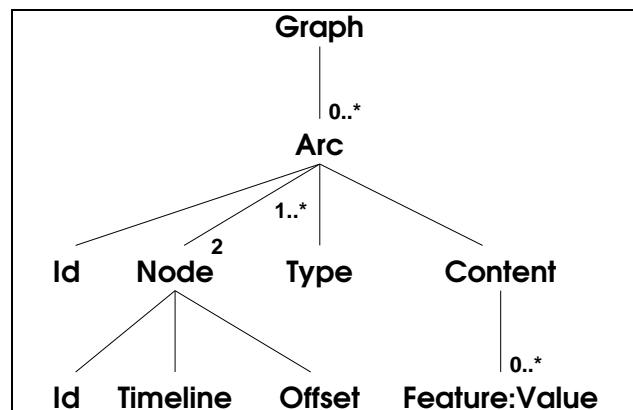 Graph
0..*
Arc
1..*
2
Id Node Type Content
0..*
Id Timeline Offset Feature:Value